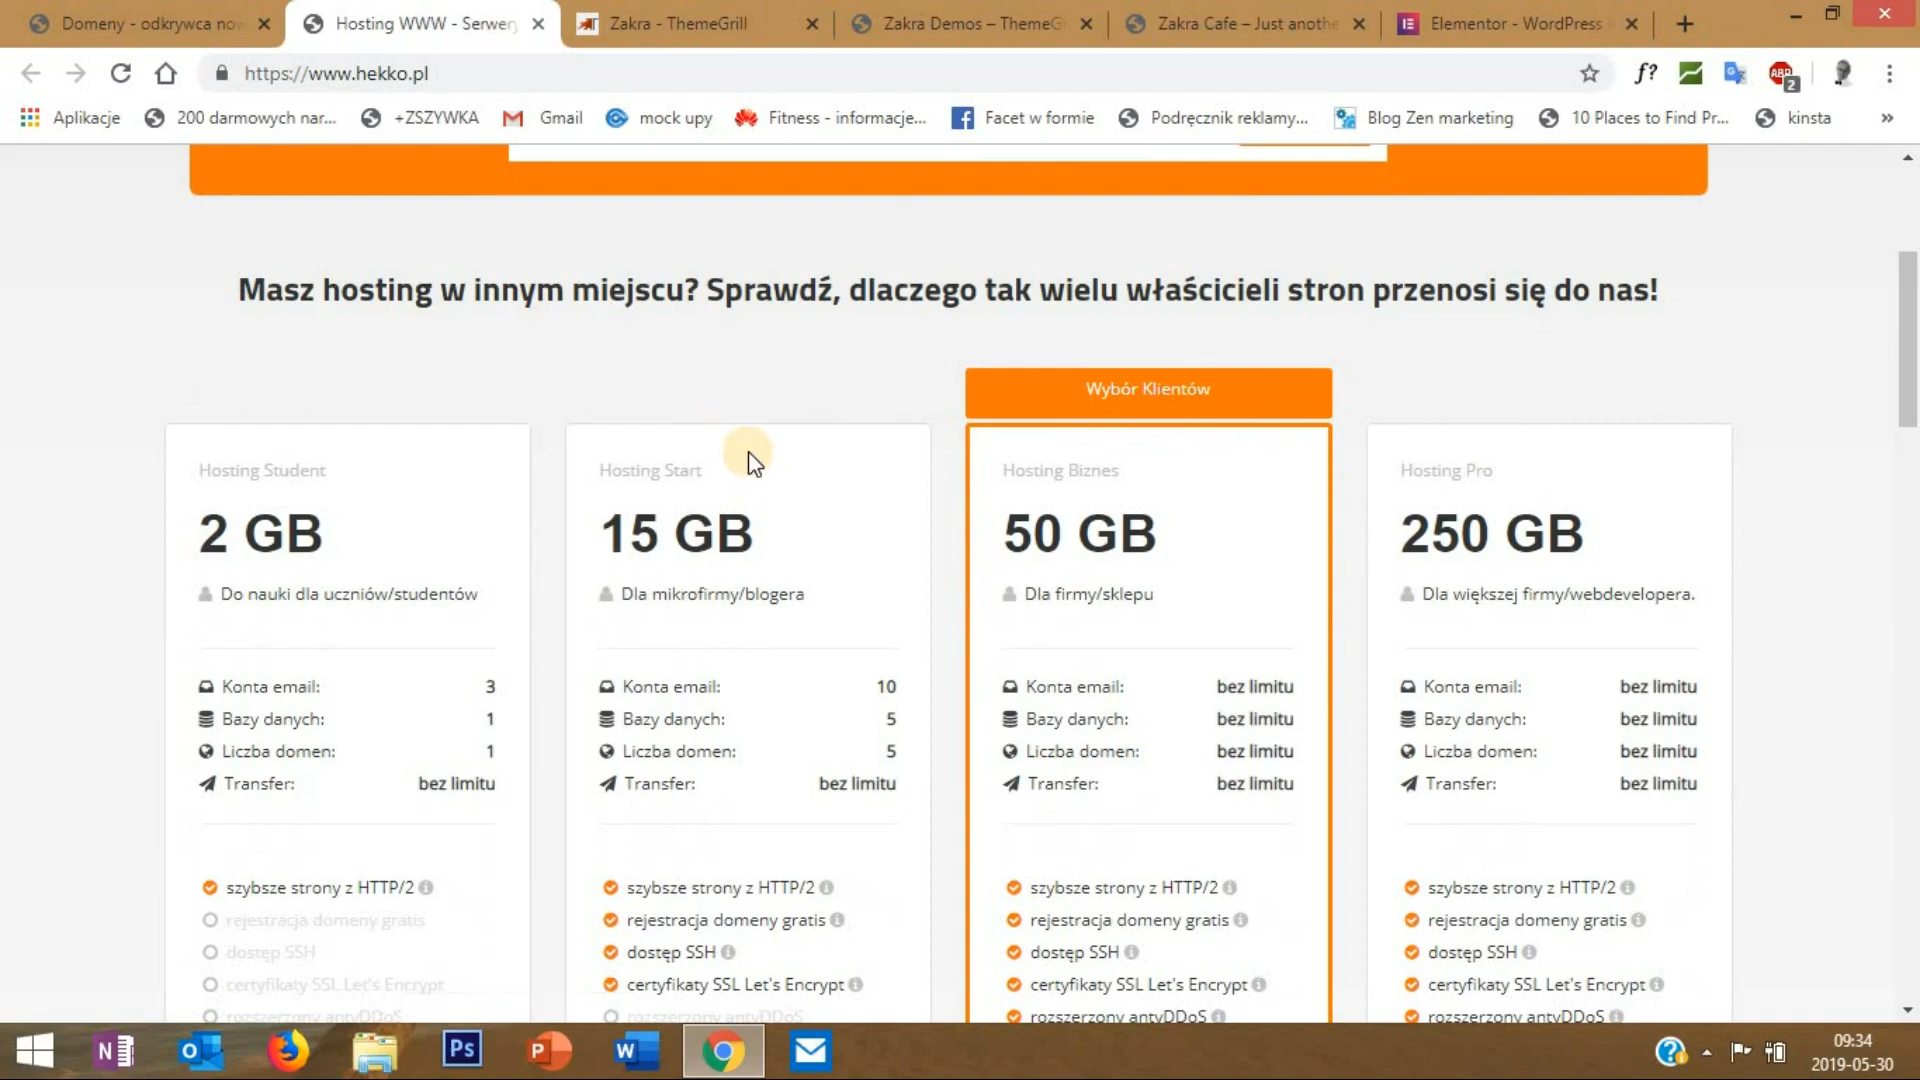 Domeny - odkrywca now
Hosting WWW - Serwery
Zakra - ThemeGrill
Zakra Demos – ThemeGr
Zakra Cafe – Just anothe
Elementor - WordPress
https://www.hekko.pl
f?
ABP
2
Aplikacje
200 darmowych nar...
+ZSZYWKA
Gmail
mock upy
Fitness - informacje...
Facet w formie
Podręcznik reklamy...
Blog Zen marketing
10 Places to Find Pr...
kinsta
»
Masz hosting w innym miejscu? Sprawdź, dlaczego tak wielu właścicieli stron przenosi się do nas!
Wybór Klientów
Hosting Student
2 GB
Do nauki dla uczniów/studentów
Konta email: 3
Bazy danych: 1
Liczba domen: 1
Transfer: bez limitu
szybsze strony z HTTP/2
rejestracja domeny gratis
dostęp SSH
certyfikaty SSL Let's Encrypt
rozszerzony antyDDoS
Hosting Start
15 GB
Dla mikrofirmy/blogera
Konta email: 10
Bazy danych: 5
Liczba domen: 5
Transfer: bez limitu
szybsze strony z HTTP/2
rejestracja domeny gratis
dostęp SSH
certyfikaty SSL Let's Encrypt
rozszerzony antyDDoS
Hosting Biznes
50 GB
Dla firmy/sklepu
Konta email: bez limitu
Bazy danych: bez limitu
Liczba domen: bez limitu
Transfer: bez limitu
szybsze strony z HTTP/2
rejestracja domeny gratis
dostęp SSH
certyfikaty SSL Let's Encrypt
rozszerzony antyDDoS
Hosting Pro
250 GB
Dla większej firmy/webdevelopera.
Konta email: bez limitu
Bazy danych: bez limitu
Liczba domen: bez limitu
Transfer: bez limitu
szybsze strony z HTTP/2
rejestracja domeny gratis
dostęp SSH
certyfikaty SSL Let's Encrypt
rozszerzony antyDDoS
Ps
09:34
2019-05-30